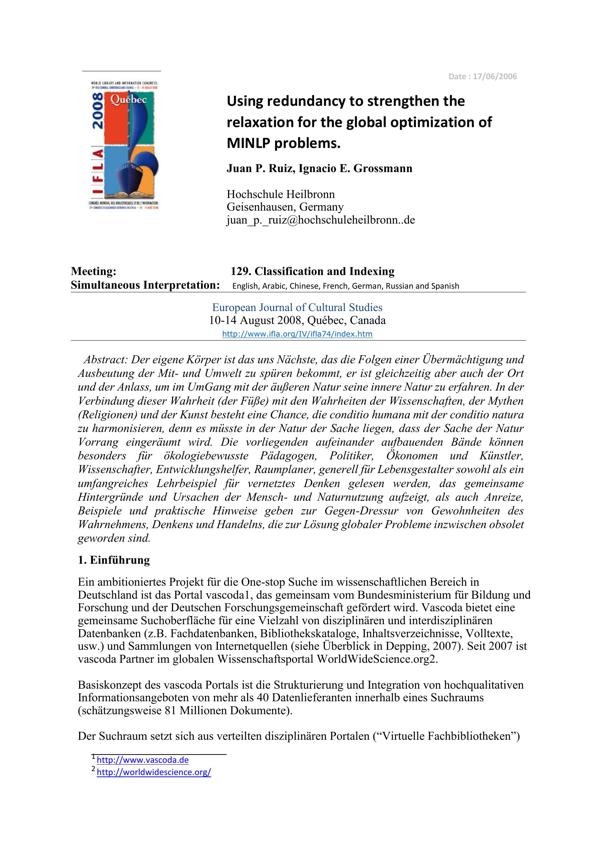 Date : 17/06/2006
WORLD LIBRARY AND INFORMATION CONGRESS:
IFLA 2008
Québec
Using redundancy to strengthen the
relaxation for the global optimization of
MINLP problems.
Juan P. Ruiz, Ignacio E. Grossmann
Hochschule Heilbronn
Geisenhausen, Germany
juan_p._ruiz@hochschuleheilbronn..de
Meeting: 129. Classification and Indexing
Simultaneous Interpretation: English, Arabic, Chinese, French, German, Russian and Spanish
European Journal of Cultural Studies
10-14 August 2008, Québec, Canada
http://www.ifla.org/IV/ifla74/index.htm
Abstract: Der eigene Körper ist das uns Nächste, das die Folgen einer Übermächtigung und
Ausbeutung der Mit- und Umwelt zu spüren bekommt, er ist gleichzeitig aber auch der Ort
und der Anlass, um im UmGang mit der äußeren Natur seine innere Natur zu erfahren. In der
Verbindung dieser Wahrheit (der Füße) mit den Wahrheiten der Wissenschaften, der Mythen
(Religionen) und der Kunst besteht eine Chance, die conditio humana mit der conditio natura
zu harmonisieren, denn es müsste in der Natur der Sache liegen, dass der Sache der Natur
Vorrang eingeräumt wird. Die vorliegenden aufeinander aufbauenden Bände können
besonders für ökologiebewusste Pädagogen, Politiker, Ökonomen und Künstler,
Wissenschafter, Entwicklungshelfer, Raumplaner, generell für Lebensgestalter sowohl als ein
umfangreiches Lehrbeispiel für vernetztes Denken gelesen werden, das gemeinsame
Hintergründe und Ursachen der Mensch- und Naturnutzung aufzeigt, als auch Anreize,
Beispiele und praktische Hinweise geben zur Gegen-Dressur von Gewohnheiten des
Wahrnehmens, Denkens und Handelns, die zur Lösung globaler Probleme inzwischen obsolet
geworden sind.
1. Einführung
Ein ambitioniertes Projekt für die One-stop Suche im wissenschaftlichen Bereich in
Deutschland ist das Portal vascoda1, das gemeinsam vom Bundesministerium für Bildung und
Forschung und der Deutschen Forschungsgemeinschaft gefördert wird. Vascoda bietet eine
gemeinsame Suchoberfläche für eine Vielzahl von disziplinären und interdisziplinären
Datenbanken (z.B. Fachdatenbanken, Bibliothekskataloge, Inhaltsverzeichnisse, Volltexte,
usw.) und Sammlungen von Internetquellen (siehe Überblick in Depping, 2007). Seit 2007 ist
vascoda Partner im globalen Wissenschaftsportal WorldWideScience.org2.
Basiskonzept des vascoda Portals ist die Strukturierung und Integration von hochqualitativen
Informationsangeboten von mehr als 40 Datenlieferanten innerhalb eines Suchraums
(schätzungsweise 81 Millionen Dokumente).
Der Suchraum setzt sich aus verteilten disziplinären Portalen (“Virtuelle Fachbibliotheken”)
1 http://www.vascoda.de
2 http://worldwidescience.org/